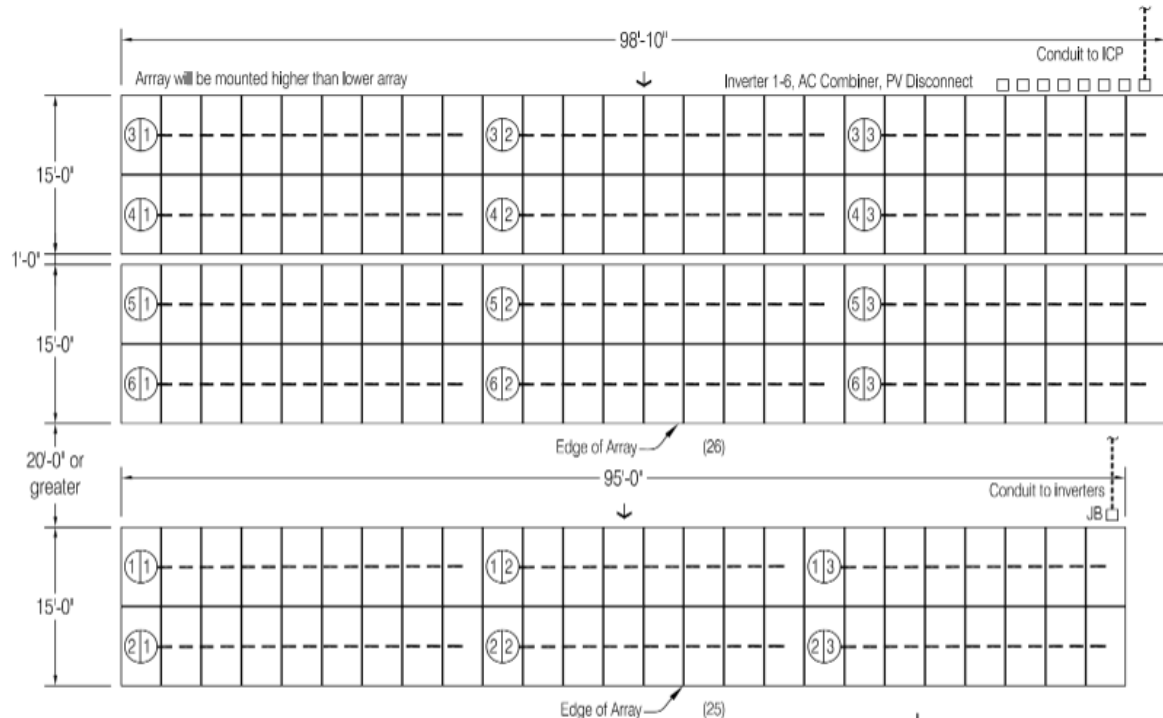 98'-10"
Conduit to ICP
Arrray will be mounted higher than lower array
Inverter 1-6, AC Combiner, PV Disconnect
3 1
3 2
3 3
15'-0"
4 1
4 2
4 3
1'-0"
5 1
5 2
5 3
15'-0"
6 1
6 2
6 3
Edge of Array
(26)
20'-0" or
greater
95'-0"
Conduit to inverters
JB
1 1
1 2
1 3
15'-0"
2 1
2 2
2 3
Edge of Array
(25)